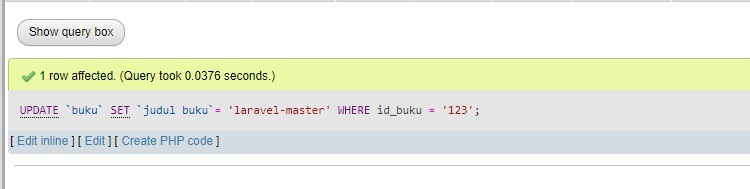 Show query box
1 row affected. (Query took 0.0376 seconds.)
UPDATE `buku` SET `judul buku`= 'laravel-master' WHERE id_buku = '123';
[ Edit inline ] [ Edit ] [ Create PHP code ]